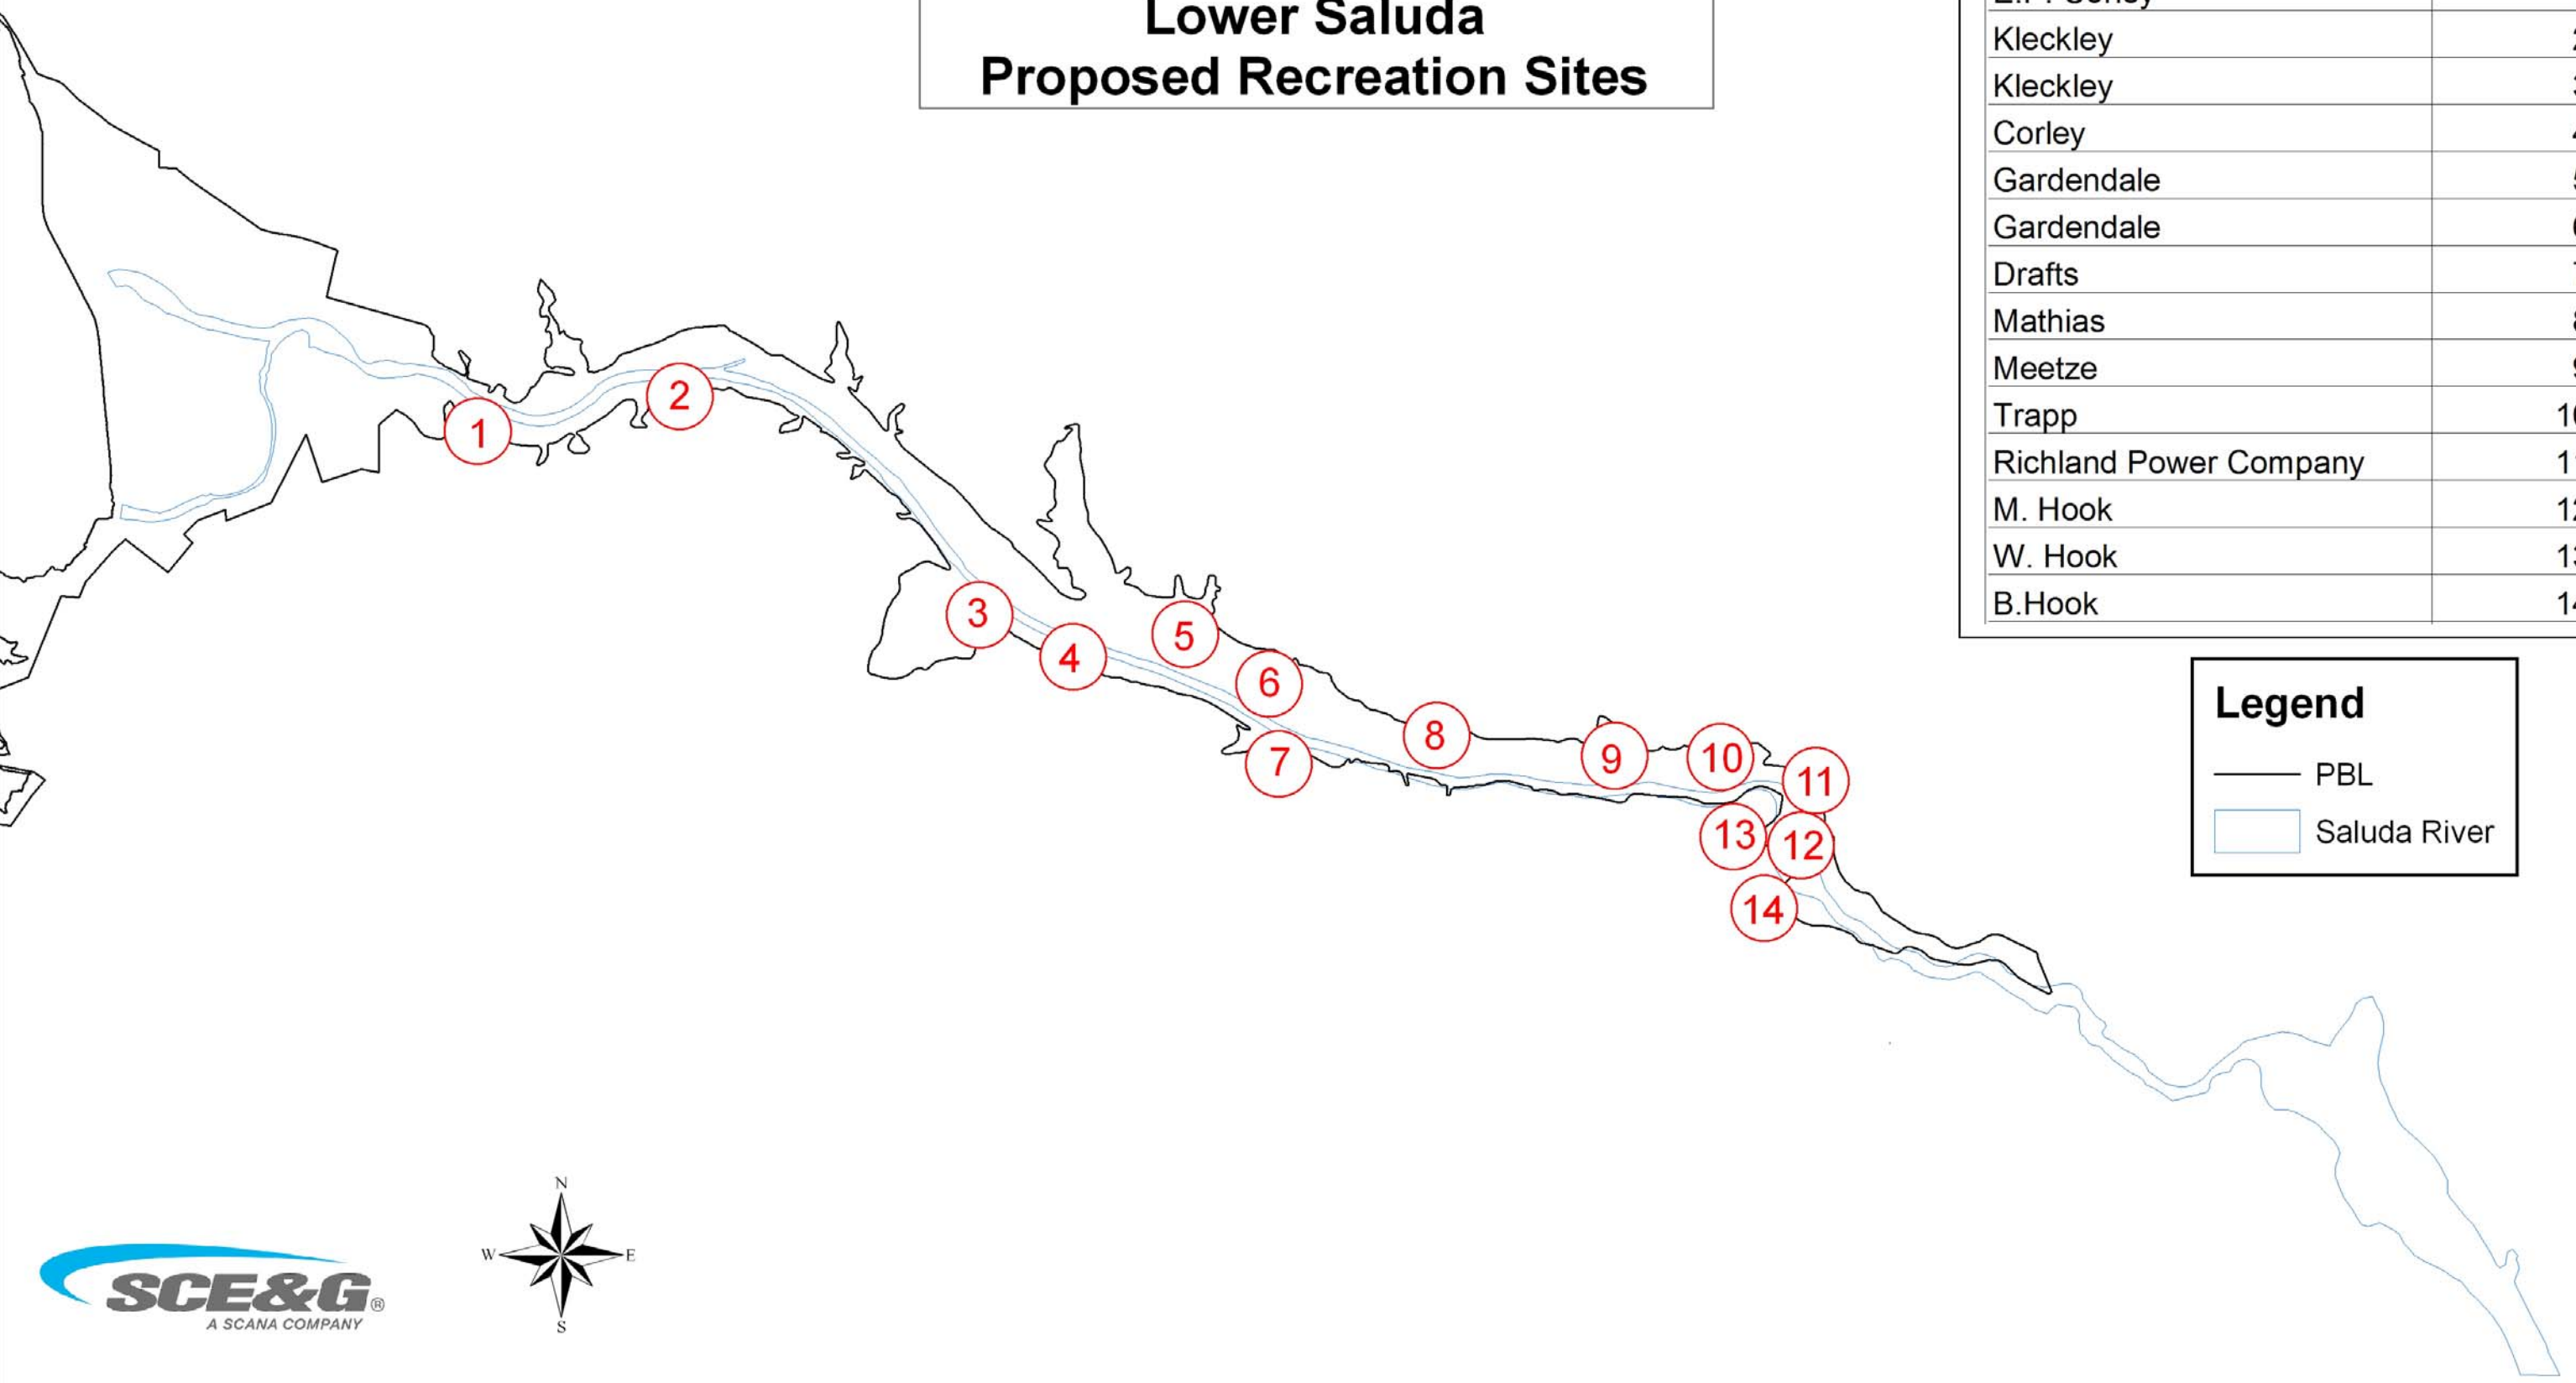 Lower Saluda
Proposed Recreation Sites
Kleckley
Kleckley
Corley
Gardendale
Gardendale
Drafts
Mathias
Meetze
Trapp
Richland Power Company
M. Hook
W. Hook
B.Hook
1
2
3
4
5
6
7
8
9
10
11
12
13
14
Legend
PBL
Saluda River
N
W E
S
SCE&G®
A SCANA COMPANY